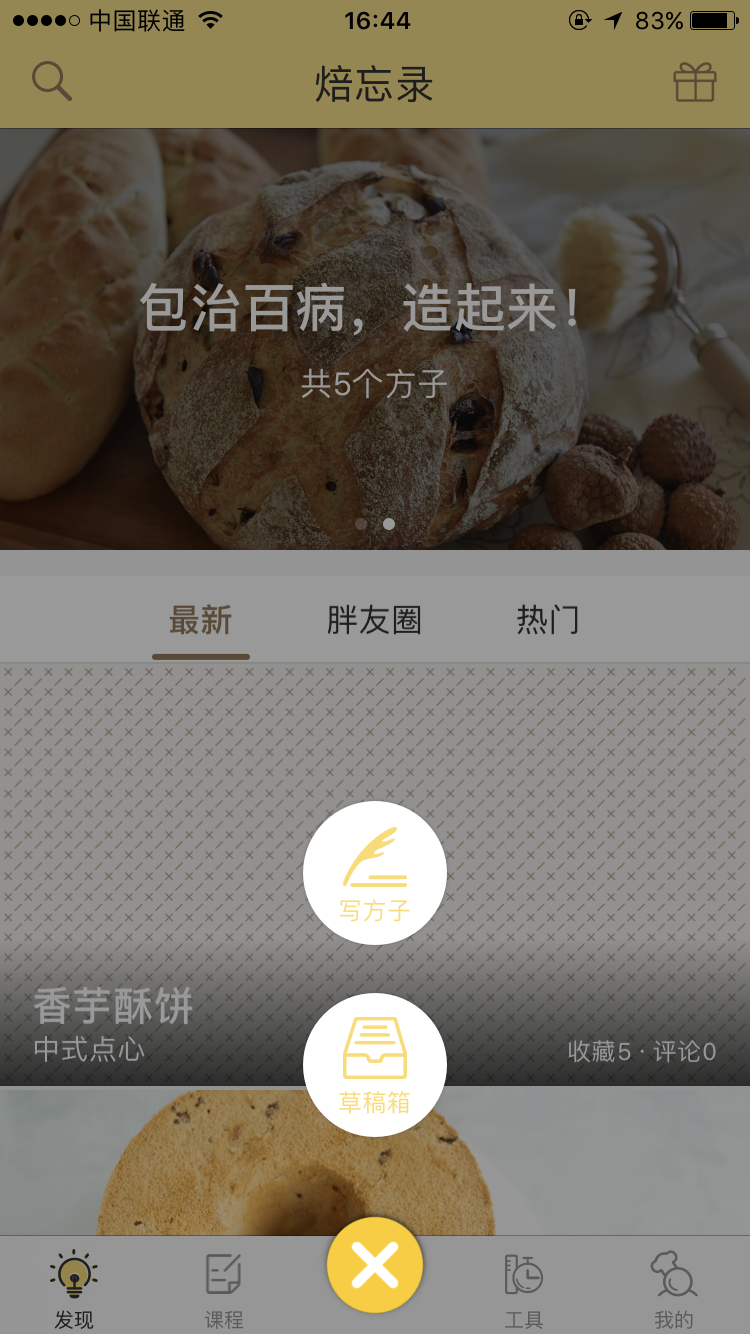 中国联通 16:44 83%
焙忘录
包治百病，造起来！
共5个方子
最新 胖友圈 热门
写方子
香芋酥饼
中式点心 收藏5 · 评论0
草稿箱
发现 课程 工具 我的